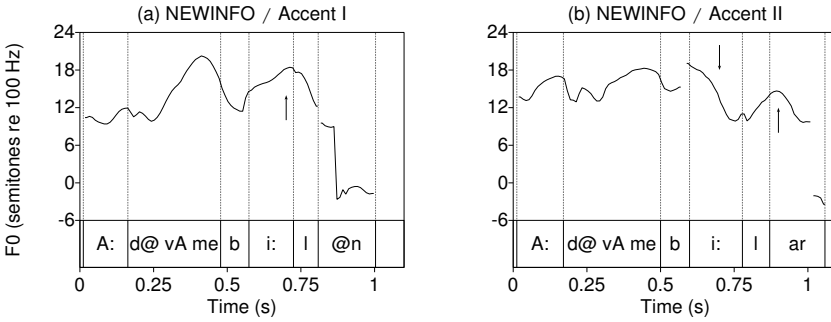 (a) NEWINFO / Accent I
F0 (semitones re 100 Hz)
24
18
12
6
0
-6
A: d@ vA me b i: l @n
0 0.25 0.5 0.75 1
Time (s)
(b) NEWINFO / Accent II
24
18
12
6
0
-6
A: d@ vA me b i: l ar
0 0.25 0.5 0.75 1
Time (s)